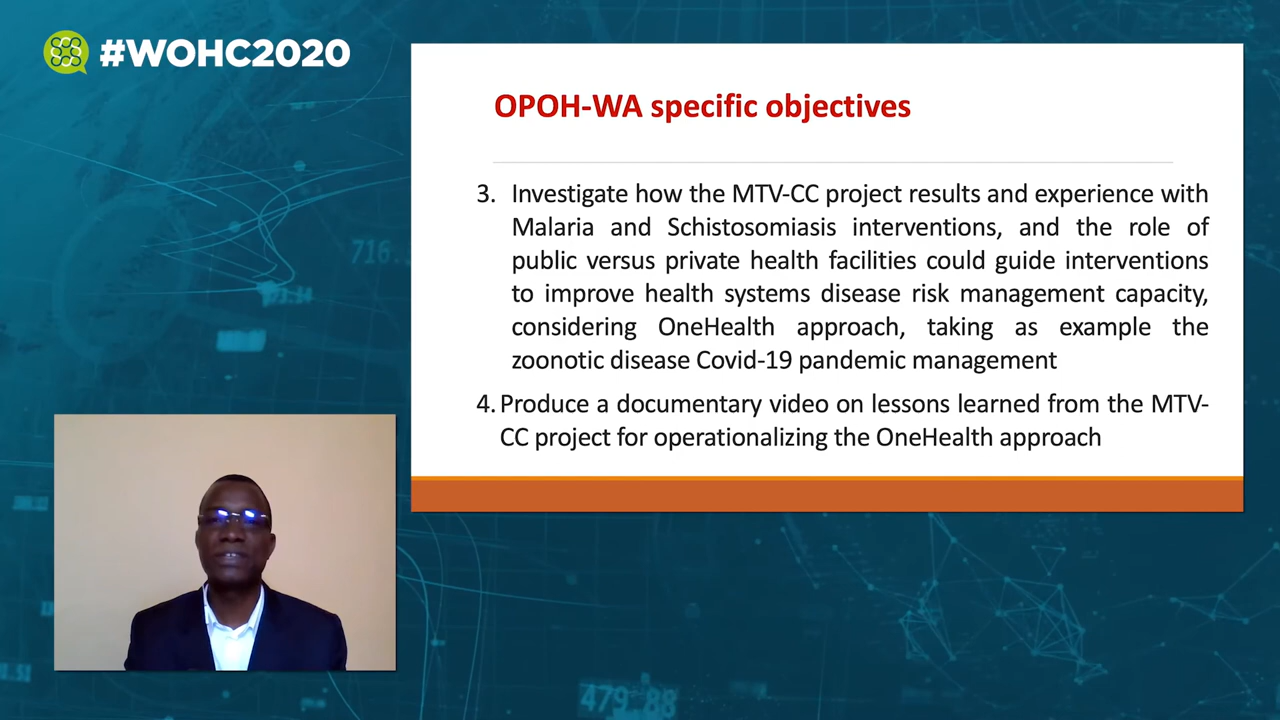 #WOHC2020
OPOH-WA specific objectives
3. Investigate how the MTV-CC project results and experience with
Malaria and Schistosomiasis interventions, and the role of
public versus private health facilities could guide interventions
to improve health systems disease risk management capacity,
considering OneHealth approach, taking as example the
zoonotic disease Covid-19 pandemic management
4. Produce a documentary video on lessons learned from the MTV-
CC project for operationalizing the OneHealth approach
716.
479.88